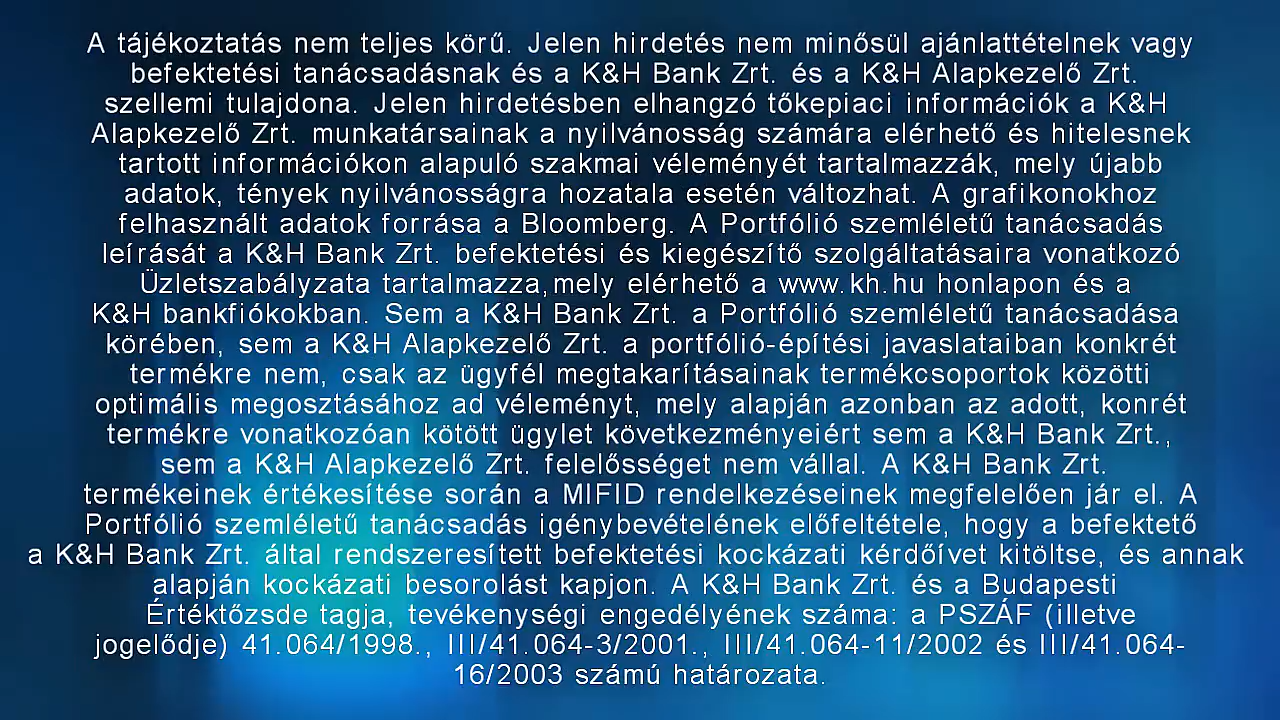 A tájékoztatás nem teljes körű. Jelen hirdetés nem minősül ajánlattételnek vagy
befektetési tanácsadásnak és a K&H Bank Zrt. és a K&H Alapkezelő Zrt.
szellemi tulajdona. Jelen hirdetésben elhangzó tőkepiaci információk a K&H
Alapkezelő Zrt. munkatársainak a nyilvánosság számára elérhető és hitelesnek
tartott információkon alapuló szakmai véleményét tartalmazzák, mely újabb
adatok, tények nyilvánosságra hozatala esetén változhat. A grafikonokhoz
felhasznált adatok forrása a Bloomberg. A Portfólió szemléletű tanácsadás
leírását a K&H Bank Zrt. befektetési és kiegészítő szolgáltatásaira vonatkozó
Üzletszabályzata tartalmazza,mely elérhető a www.kh.hu honlapon és a
K&H bankfiókokban. Sem a K&H Bank Zrt. a Portfólió szemléletű tanácsadása
körében, sem a K&H Alapkezelő Zrt. a portfólió-építési javaslataiban konkrét
termékre nem, csak az ügyfél megtakarításainak termékcsoportok közötti
optimális megosztásához ad véleményt, mely alapján azonban az adott, konrét
termékre vonatkozóan kötött ügylet következményeiért sem a K&H Bank Zrt.,
sem a K&H Alapkezelő Zrt. felelősséget nem vállal. A K&H Bank Zrt.
termékeinek értékesítése során a MIFID rendelkezéseinek megfelelően jár el. A
Portfólió szemléletű tanácsadás igénybevételének előfeltétele, hogy a befektető
a K&H Bank Zrt. által rendszeresített befektetési kockázati kérdőívet kitöltse, és annak
alapján kockázati besorolást kapjon. A K&H Bank Zrt. és a Budapesti
Értéktőzsde tagja, tevékenységi engedélyének száma: a PSZÁF (illetve
jogelődje) 41.064/1998., III/41.064-3/2001., III/41.064-11/2002 és III/41.064-
16/2003 számú határozata.